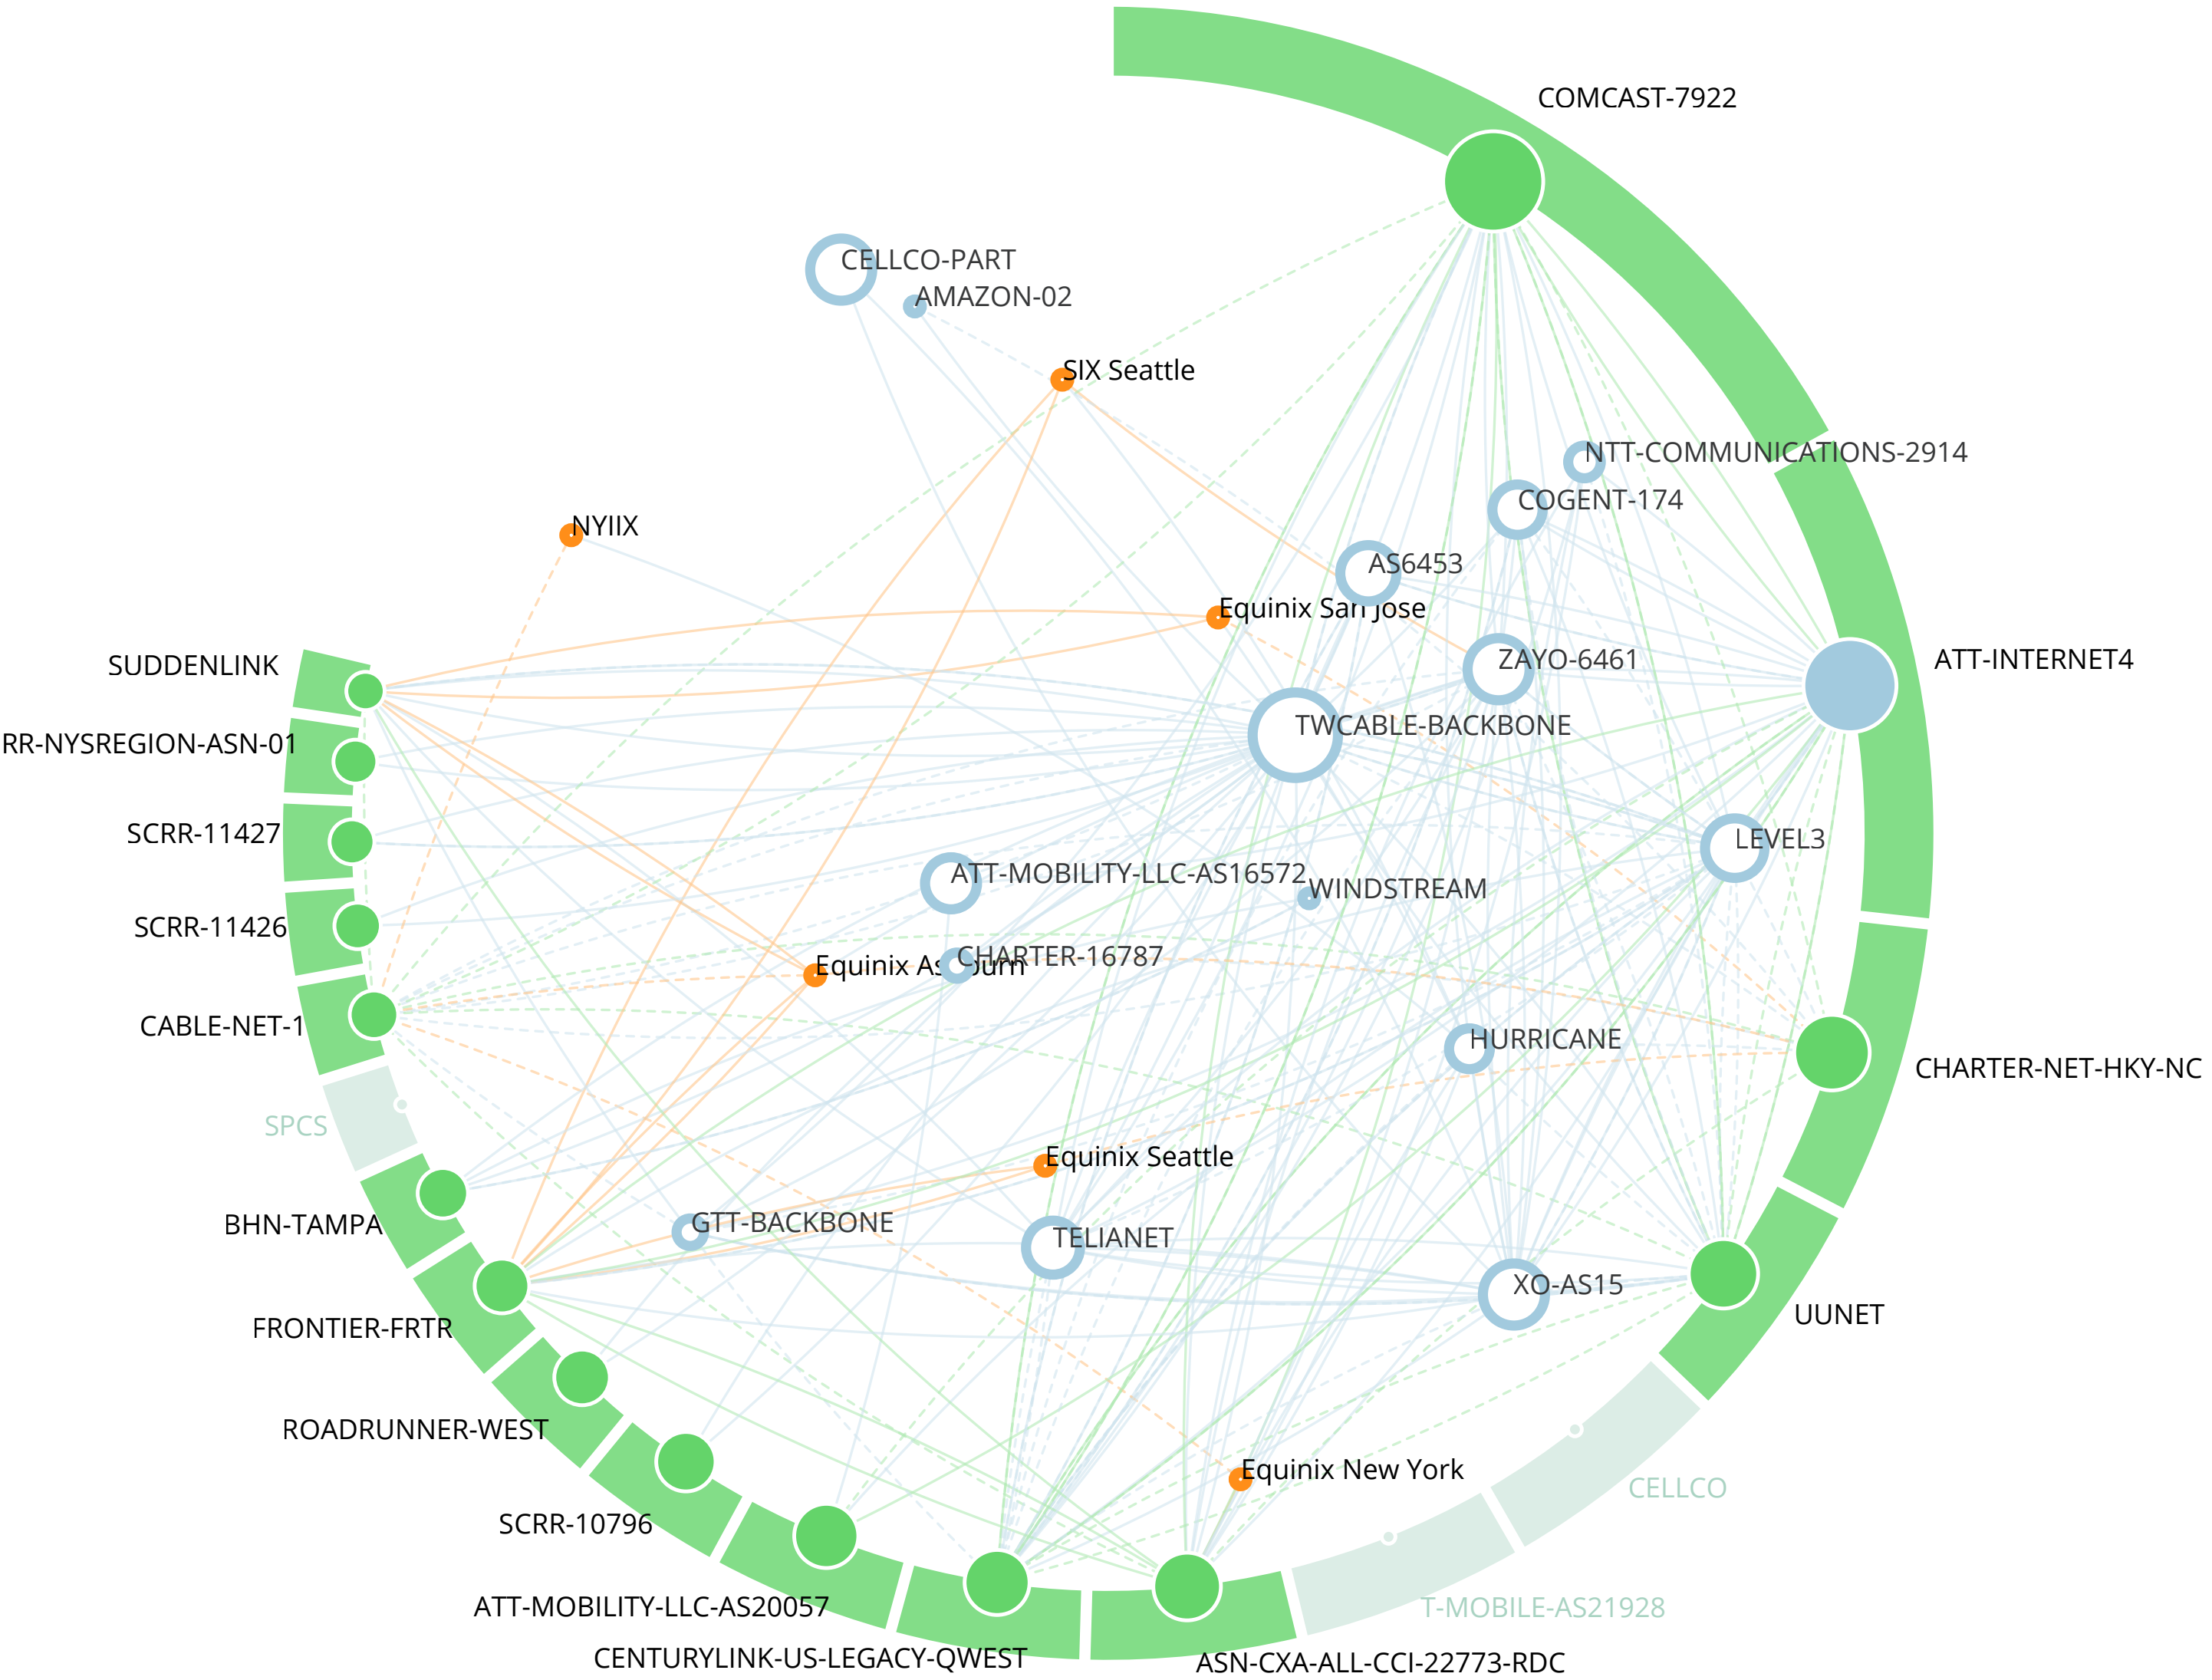 COMCAST-7922
CELLCO-PART
AMAZON-02
SIX Seattle
NTT-COMMUNICATIONS-2914
COGENT-174
NYIIX
AS6453
Equinix San Jose
SUDDENLINK
ZAYO-6461
ATT-INTERNET4
TWCABLE-BACKBONE
RR-NYSREGION-ASN-01
SCRR-11427
LEVEL3
ATT-MOBILITY-LLC-AS16572
WINDSTREAM
SCRR-11426
CHARTER-16787
Equinix Ashburn
CABLE-NET-1
HURRICANE
CHARTER-NET-HKY-NC
SPCS
Equinix Seattle
BHN-TAMPA
GTT-BACKBONE
TELIANET
XO-AS15
UUNET
FRONTIER-FRTR
ROADRUNNER-WEST
Equinix New York
CELLCO
SCRR-10796
ATT-MOBILITY-LLC-AS20057
T-MOBILE-AS21928
CENTURYLINK-US-LEGACY-QWEST
ASN-CXA-ALL-CCI-22773-RDC